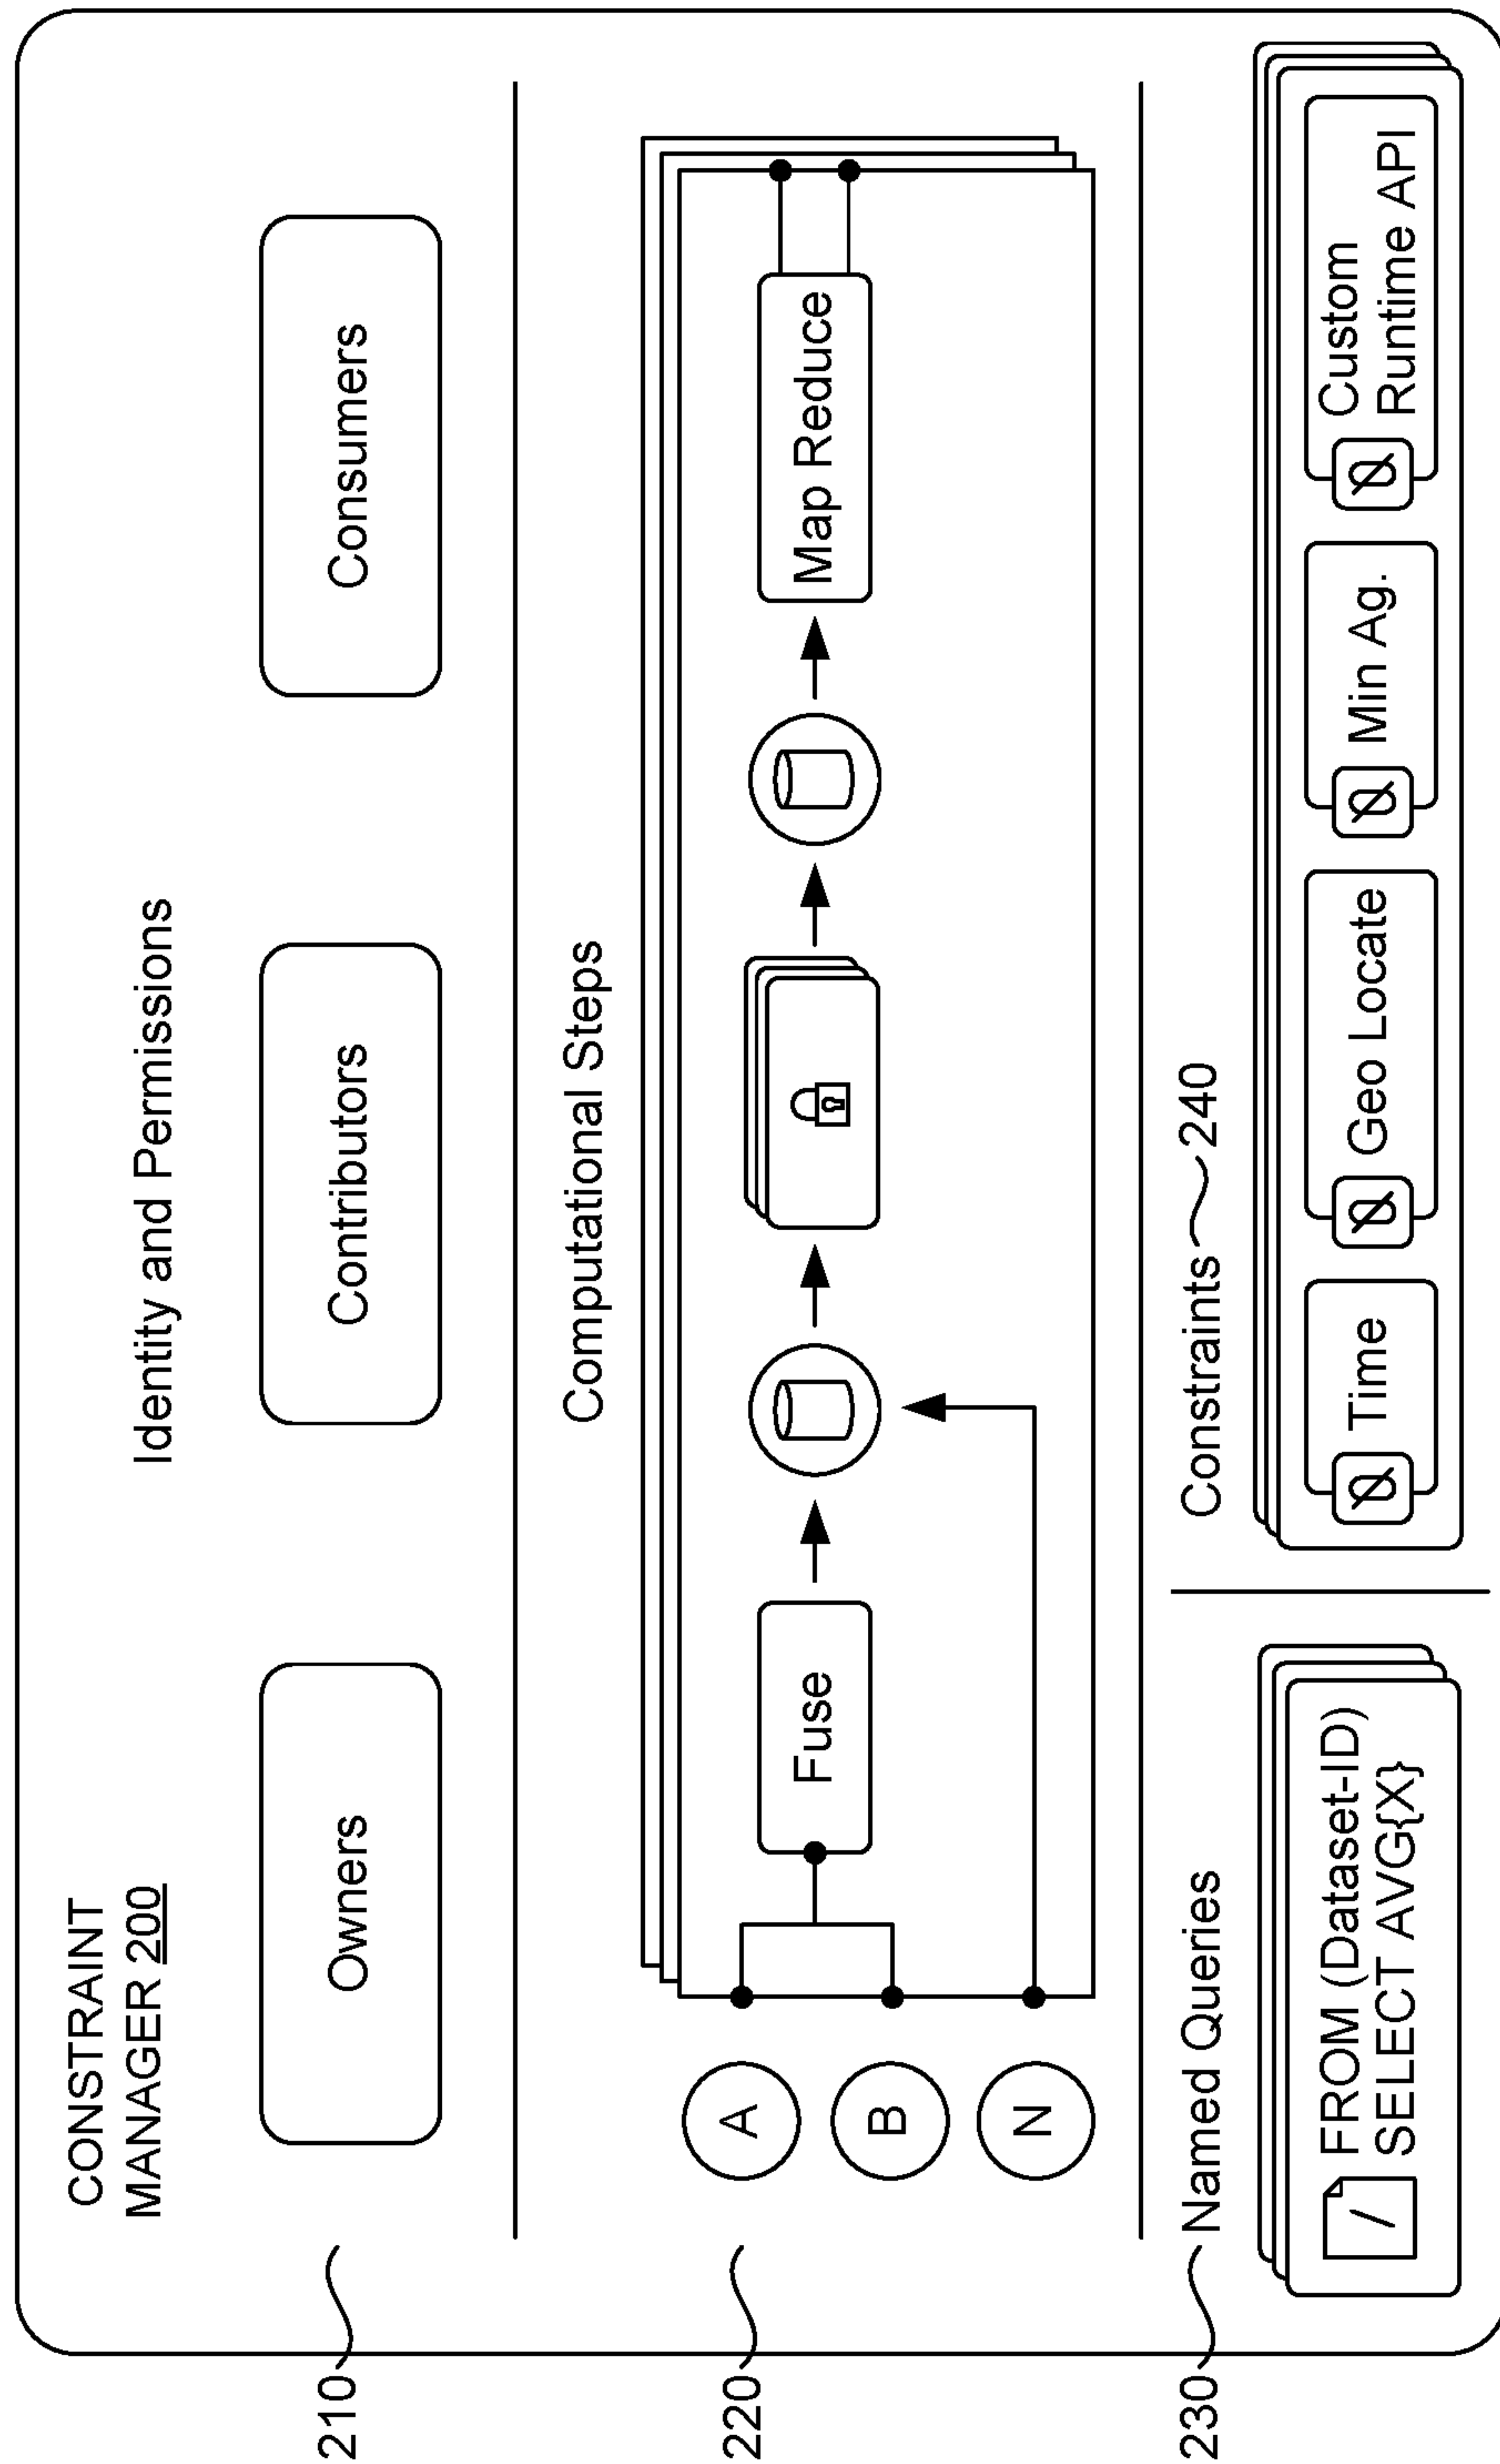 CONSTRAINT
MANAGER 200
Identity and Permissions
210
Owners
Contributors
Consumers
Computational Steps
220
A
B
N
Fuse
Map Reduce
230
Named Queries
FROM (Dataset-ID)
SELECT AVG{X}
Constraints 240
Time
Geo Locate
Min Ag.
Custom
Runtime API